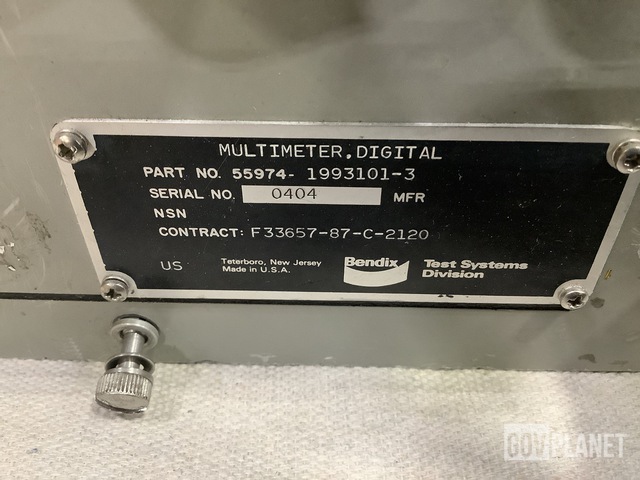 MULTIMETER,DIGITAL
PART NO. 55974- 1993101-3
SERIAL NO. 0404 MFR
NSN
CONTRACT: F33657-87-C-2120
US Teterboro, New Jersey Bendix Test Systems
Made in U.S.A. Division
GOVPLANET